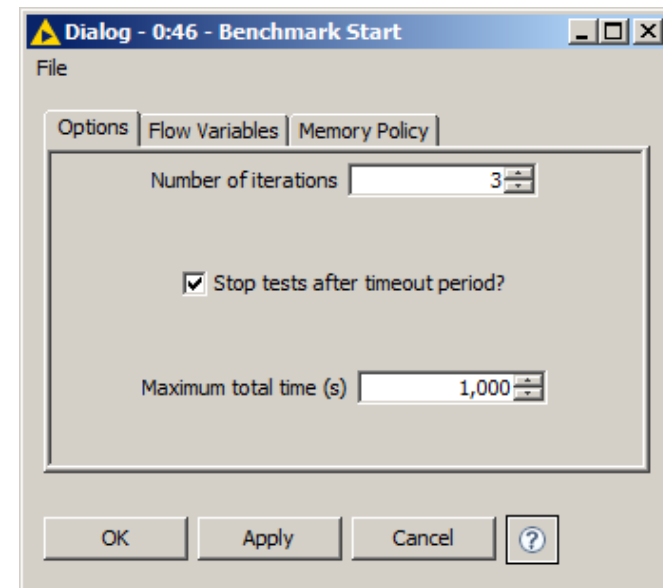 Dialog - 0:46 - Benchmark Start
File
Options Flow Variables Memory Policy
Number of iterations 3
Stop tests after timeout period?
Maximum total time (s) 1,000
OK Apply Cancel ?